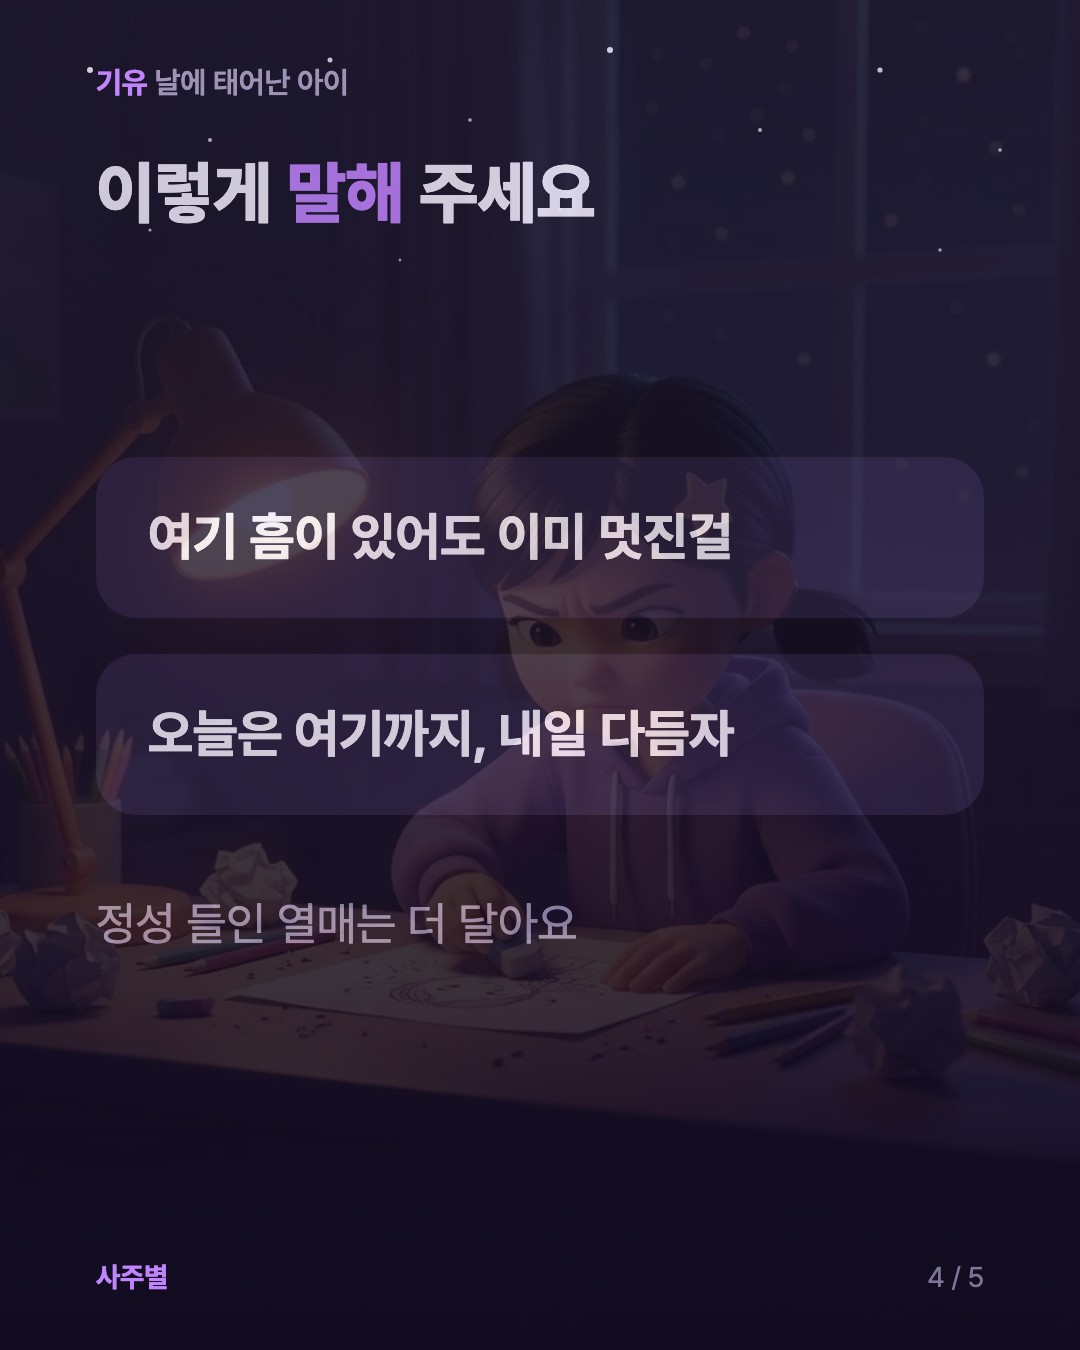 기유 날에 태어난 아이
이렇게 말해 주세요
여기 흠이 있어도 이미 멋진걸
오늘은 여기까지, 내일 다듬자
정성 들인 열매는 더 달아요
사주별
4 / 5